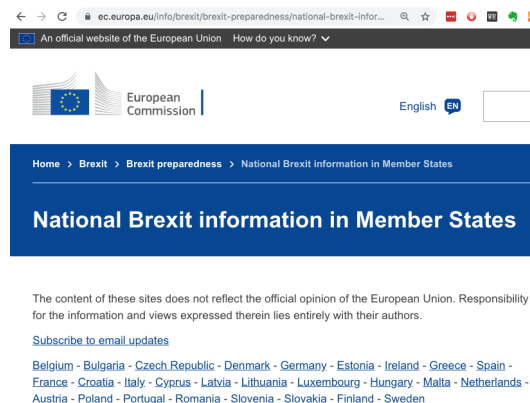 ec.europa.eu/info/brexit/brexit-preparedness/national-brexit-infor...
An official website of the European Union How do you know?
European
Commission
English EN
Home > Brexit > Brexit preparedness > National Brexit information in Member States
National Brexit information in Member States
The content of these sites does not reflect the official opinion of the European Union. Responsibility
for the information and views expressed therein lies entirely with their authors.
Subscribe to email updates
Belgium - Bulgaria - Czech Republic - Denmark - Germany - Estonia - Ireland - Greece - Spain -
France - Croatia - Italy - Cyprus - Latvia - Lithuania - Luxembourg - Hungary - Malta - Netherlands -
Austria - Poland - Portugal - Romania - Slovenia - Slovakia - Finland - Sweden